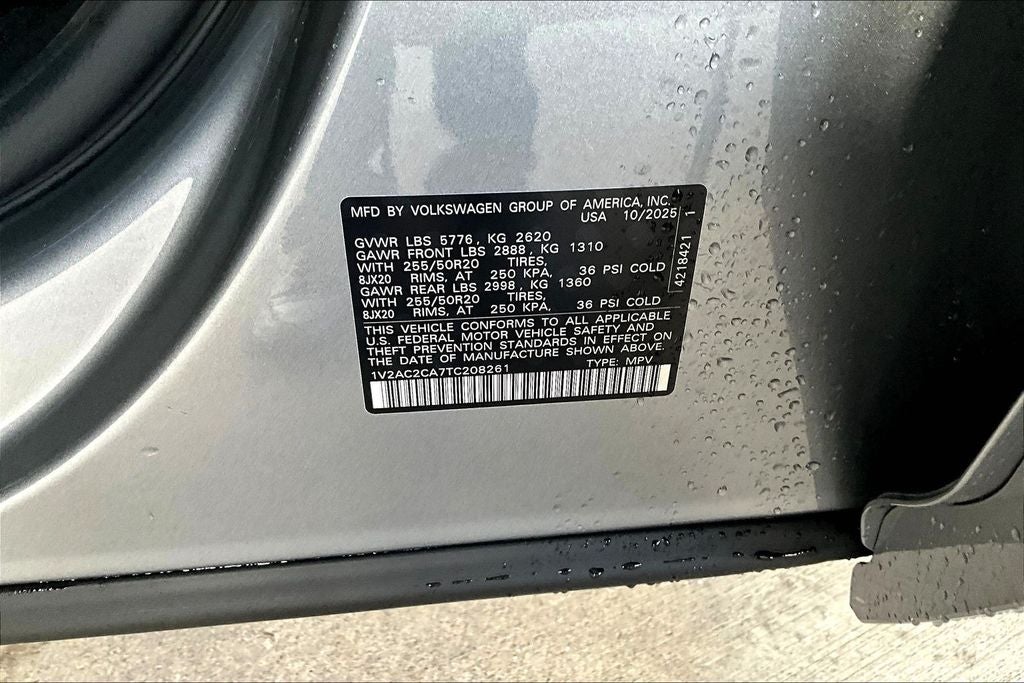 MFD BY VOLKSWAGEN GROUP OF AMERICA, INC.
USA 10/2025
GVWR LBS 5776, KG 2620
GAWR FRONT LBS 2888, KG 1310
WITH 255/50R20 TIRES,
8JX20 RIMS, AT 250 KPA, 36 PSI COLD
GAWR REAR LBS 2998, KG 1360
WITH 255/50R20 TIRES,
8JX20 RIMS, AT 250 KPA, 36 PSI COLD
THIS VEHICLE CONFORMS TO ALL APPLICABLE
U.S. FEDERAL MOTOR VEHICLE SAFETY AND
THEFT PREVENTION STANDARDS IN EFFECT ON
THE DATE OF MANUFACTURE SHOWN ABOVE.
1V2AC2CA7TC208261 TYPE: MPV
4218421 1